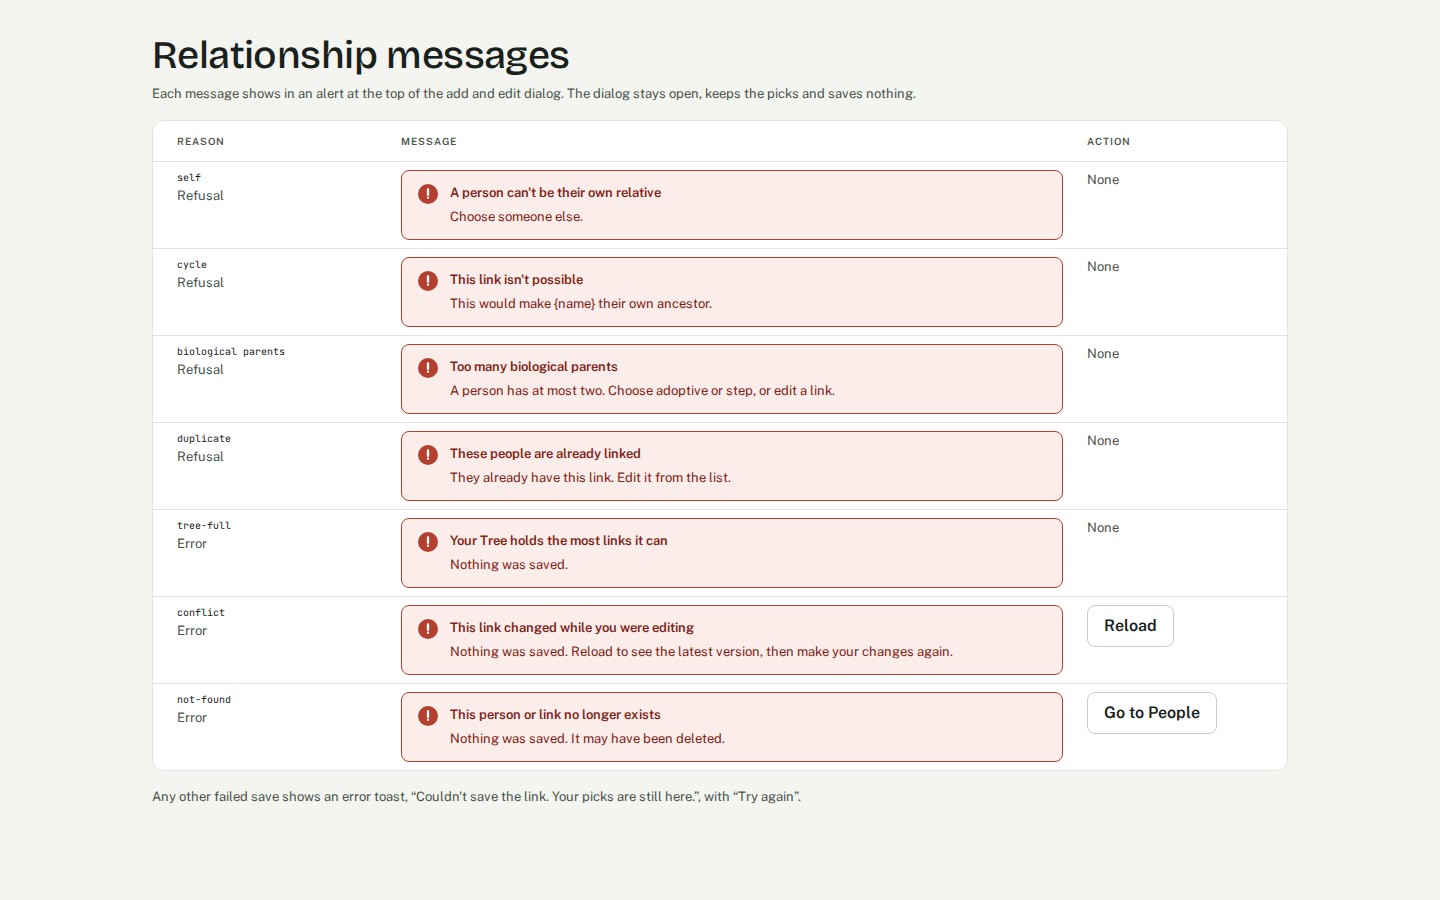 Relationship messages
Each message shows in an alert at the top of the add and edit dialog. The dialog stays open, keeps the picks and saves nothing.
REASON MESSAGE ACTION
self
Refusal
A person can't be their own relative
Choose someone else.
None
cycle
Refusal
This link isn't possible
This would make {name} their own ancestor.
None
biological parents
Refusal
Too many biological parents
A person has at most two. Choose adoptive or step, or edit a link.
None
duplicate
Refusal
These people are already linked
They already have this link. Edit it from the list.
None
tree-full
Error
Your Tree holds the most links it can
Nothing was saved.
None
conflict
Error
This link changed while you were editing
Nothing was saved. Reload to see the latest version, then make your changes again.
Reload
not-found
Error
This person or link no longer exists
Nothing was saved. It may have been deleted.
Go to People
Any other failed save shows an error toast, “Couldn't save the link. Your picks are still here.”, with “Try again”.